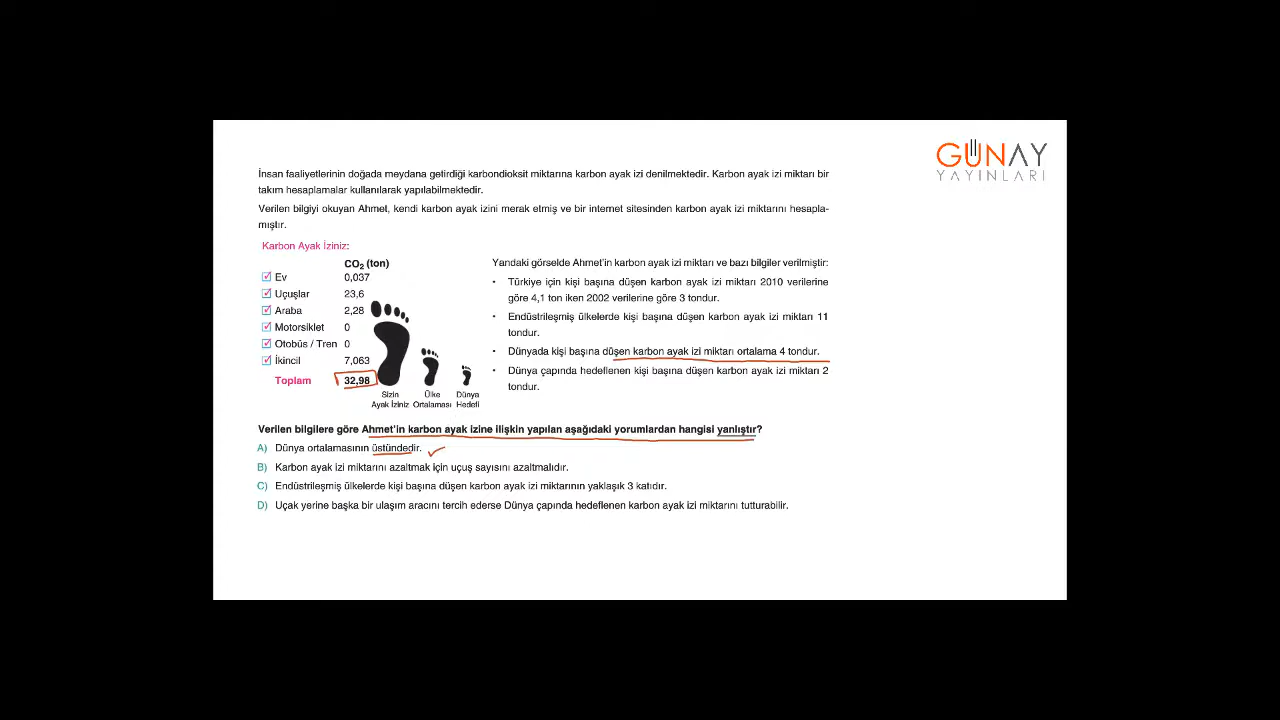 GÜNAY
YAYINLARI
İnsan faaliyetlerinin doğada meydana getirdiği karbondioksit miktarına karbon ayak izi denilmektedir. Karbon ayak izi miktarı bir
takım hesaplamalar kullanılarak yapılabilmektedir.
Verilen bilgiyi okuyan Ahmet, kendi karbon ayak izini merak etmiş ve bir internet sitesinden karbon ayak izi miktarını hesapla-
mıştır.
Karbon Ayak İziniz:
CO₂ (ton)
Ev 0,037
Uçuşlar 23,6
Araba 2,28
Motorsiklet 0
Otobüs / Tren 0
İkincil 7,063
Toplam 32,98
Sizin
Ayak İziniz
Ülke
Ortalaması
Dünya
Hedefi
Yandaki görselde Ahmet'in karbon ayak izi miktarı ve bazı bilgiler verilmiştir:
• Türkiye için kişi başına düşen karbon ayak izi miktarı 2010 verilerine
göre 4,1 ton iken 2002 verilerine göre 3 tondur.
• Endüstrileşmiş ülkelerde kişi başına düşen karbon ayak izi miktarı 11
tondur.
• Dünyada kişi başına düşen karbon ayak izi miktarı ortalama 4 tondur.
• Dünya çapında hedeflenen kişi başına düşen karbon ayak izi miktarı 2
tondur.
Verilen bilgilere göre Ahmet'in karbon ayak izine ilişkin yapılan aşağıdaki yorumlardan hangisi yanlıştır?
A) Dünya ortalamasının üstündedir.
B) Karbon ayak izi miktarını azaltmak için uçuş sayısını azaltmalıdır.
C) Endüstrileşmiş ülkelerde kişi başına düşen karbon ayak izi miktarının yaklaşık 3 katıdır.
D) Uçak yerine başka bir ulaşım aracını tercih ederse Dünya çapında hedeflenen karbon ayak izi miktarını tutturabilir.